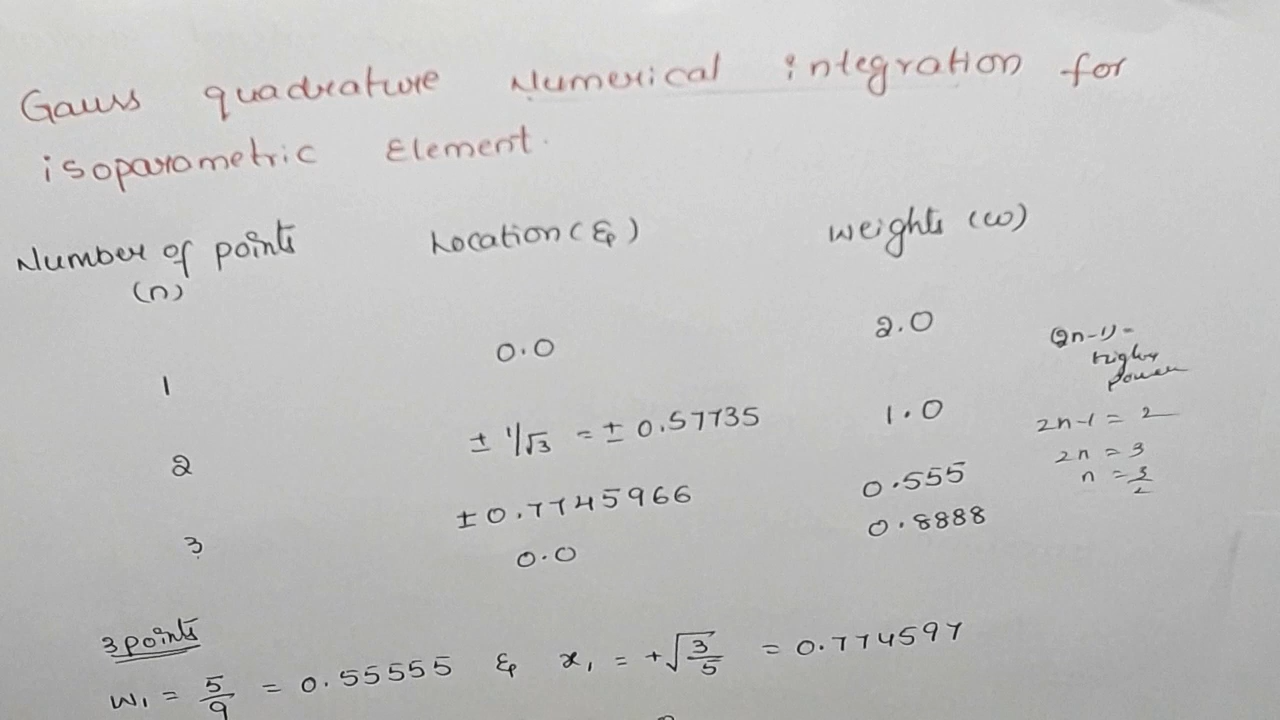 Gauss quadrature Numerical integration for
isoparametric Element.
Number of points Location (ξ) weights (w)
(n)
1 0.0 2.0
2 ± 1/√3 = ± 0.57735 1.0
3 ±0.7745966 0.555
0.0 0.8888
(2n-1) =
power
2n-1 = 2
2n = 3
n = 3/2
3 points
W₁ = 5/9 = 0.55555 & x₁ = +√3/5 = 0.774597